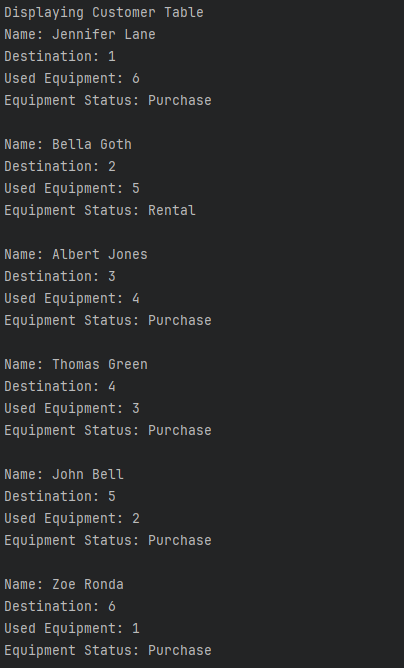 Displaying Customer Table
Name: Jennifer Lane
Destination: 1
Used Equipment: 6
Equipment Status: Purchase
Name: Bella Goth
Destination: 2
Used Equipment: 5
Equipment Status: Rental
Name: Albert Jones
Destination: 3
Used Equipment: 4
Equipment Status: Purchase
Name: Thomas Green
Destination: 4
Used Equipment: 3
Equipment Status: Purchase
Name: John Bell
Destination: 5
Used Equipment: 2
Equipment Status: Purchase
Name: Zoe Ronda
Destination: 6
Used Equipment: 1
Equipment Status: Purchase